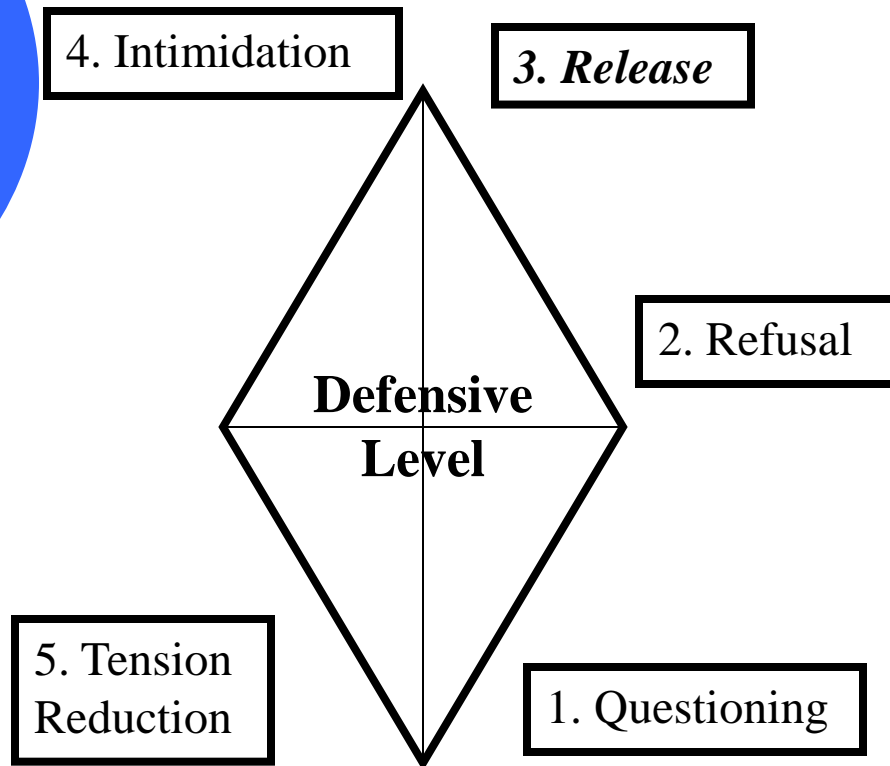 4. Intimidation
3. Release
2. Refusal
Defensive
Level
5. Tension
Reduction
1. Questioning